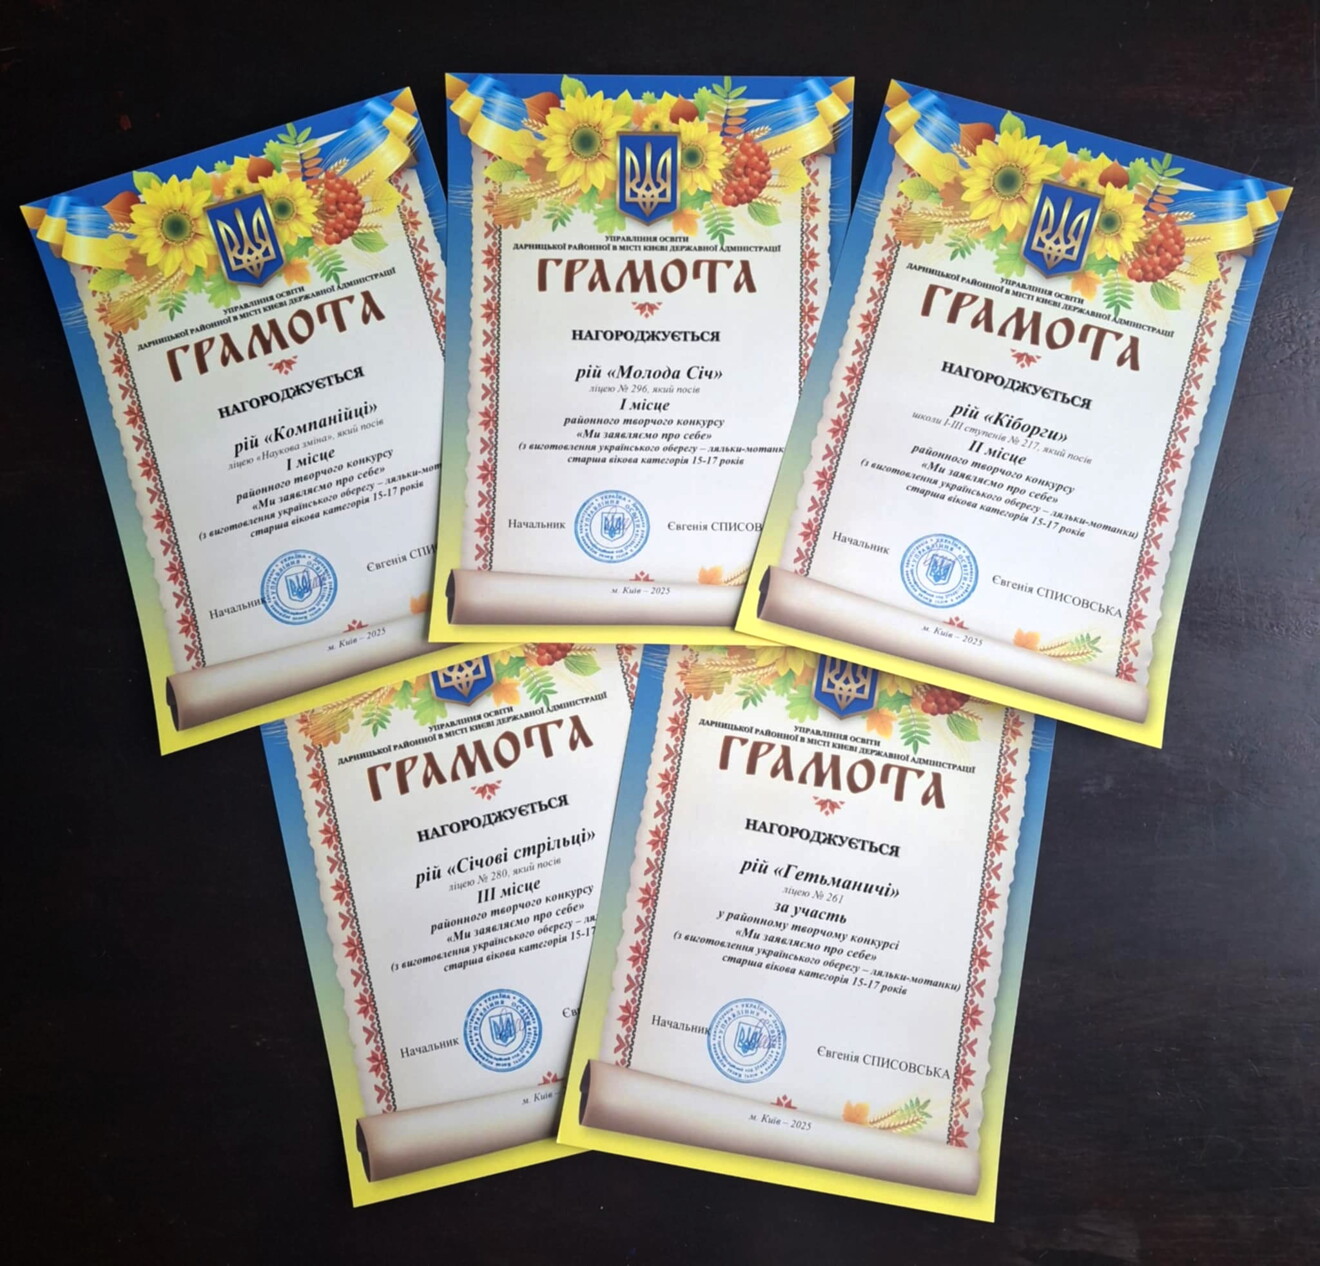 УПРАВЛІННЯ ОСВІТИ
ДАРНИЦЬКОЇ РАЙОННОЇ В МІСТІ КИЄВІ ДЕРЖАВНОЇ АДМІНІСТРАЦІЇ
ГРАМОТА
НАГОРОДЖУЄТЬСЯ
рій «Компанійці»
ліцею «Наукова зміна», який посів
І місце
районного творчого конкурсу
«Ми заявляємо про себе»
(з виготовлення українського оберегу – ляльки-мотан
старша вікова категорія 15-17 років
Начальник
Євгенія СПИ
м. Київ – 2025
УПРАВЛІННЯ ОСВІТИ
ДАРНИЦЬКОЇ РАЙОННОЇ В МІСТІ КИЄВІ ДЕРЖАВНОЇ АДМІНІСТРАЦІЇ
ГРАМОТА
НАГОРОДЖУЄТЬСЯ
рій «Молода Січ»
ліцею № 296, який посів
І місце
районного творчого конкурсу
«Ми заявляємо про себе»
(з виготовлення українського оберегу – ляльки-мотанк
старша вікова категорія 15-17 років
Начальник
Євгенія СПИСОВ
м. Київ – 2025
УПРАВЛІННЯ ОСВІТИ
ДАРНИЦЬКОЇ РАЙОННОЇ В МІСТІ КИЄВІ ДЕРЖАВНОЇ АДМІНІСТРАЦІЇ
ГРАМОТА
НАГОРОДЖУЄТЬСЯ
рій «Кіборги»
школи І-ІІІ ступенів № 217, який посів
ІІ місце
районного творчого конкурсу
«Ми заявляємо про себе»
(з виготовлення українського оберегу – ляльки-мотанки)
старша вікова категорія 15-17 років
Начальник
Євгенія СПИСОВСЬКА
м. Київ – 2025
УПРАВЛІННЯ ОСВІТИ
ДАРНИЦЬКОЇ РАЙОННОЇ В МІСТІ КИЄВІ ДЕРЖАВНОЇ АДМІНІСТРАЦІЇ
ГРАМОТА
НАГОРОДЖУЄТЬСЯ
рій «Січові стрільці»
ліцею № 280, який посів
ІІІ місце
районного творчого конкурсу
«Ми заявляємо про себе»
(з виготовлення українського оберегу – ля
старша вікова категорія 15-17
Начальник
Єв
м. Київ –
УПРАВЛІННЯ ОСВІТИ
ДАРНИЦЬКОЇ РАЙОННОЇ В МІСТІ КИЄВІ ДЕРЖАВНОЇ АДМІНІСТРАЦІЇ
ГРАМОТА
НАГОРОДЖУЄТЬСЯ
рій «Гетьманичі»
ліцею № 261
за участь
у районному творчому конкурсі
«Ми заявляємо про себе»
(з виготовлення українського оберегу – ляльки-мотанки)
старша вікова категорія 15-17 років
Начальник
Євгенія СПИСОВСЬКА
м. Київ – 2025